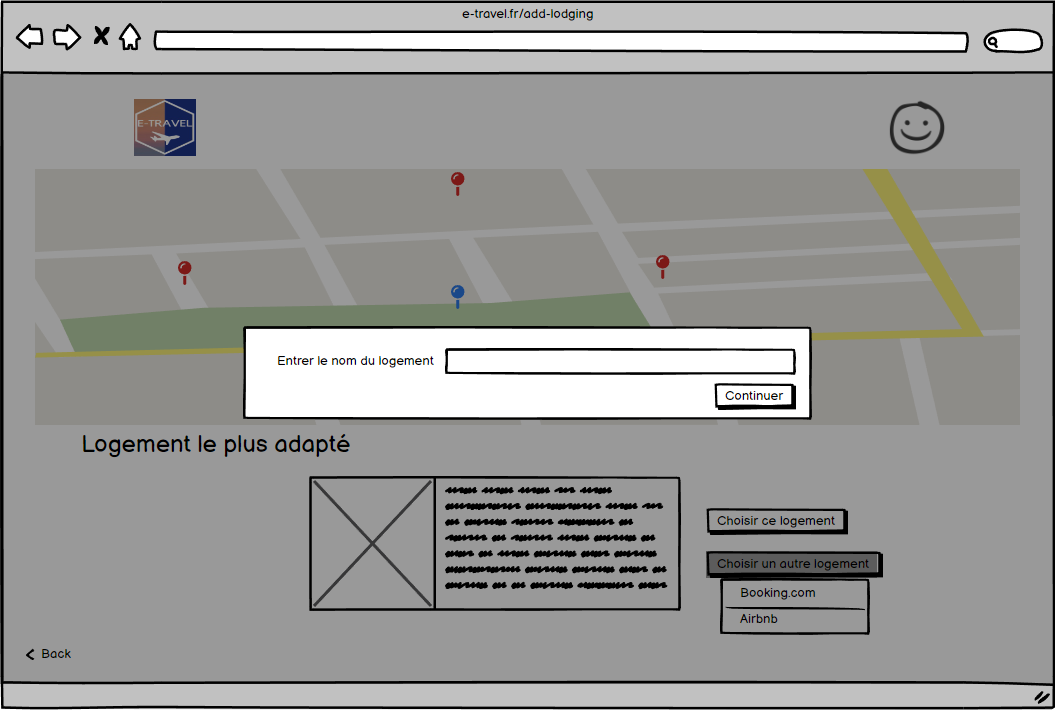 e-travel.fr/add-lodging
E-TRAVEL
Entrer le nom du logement
Continuer
Logement le plus adapté
Choisir ce logement
Choisir un autre logement
Booking.com
Airbnb
Back